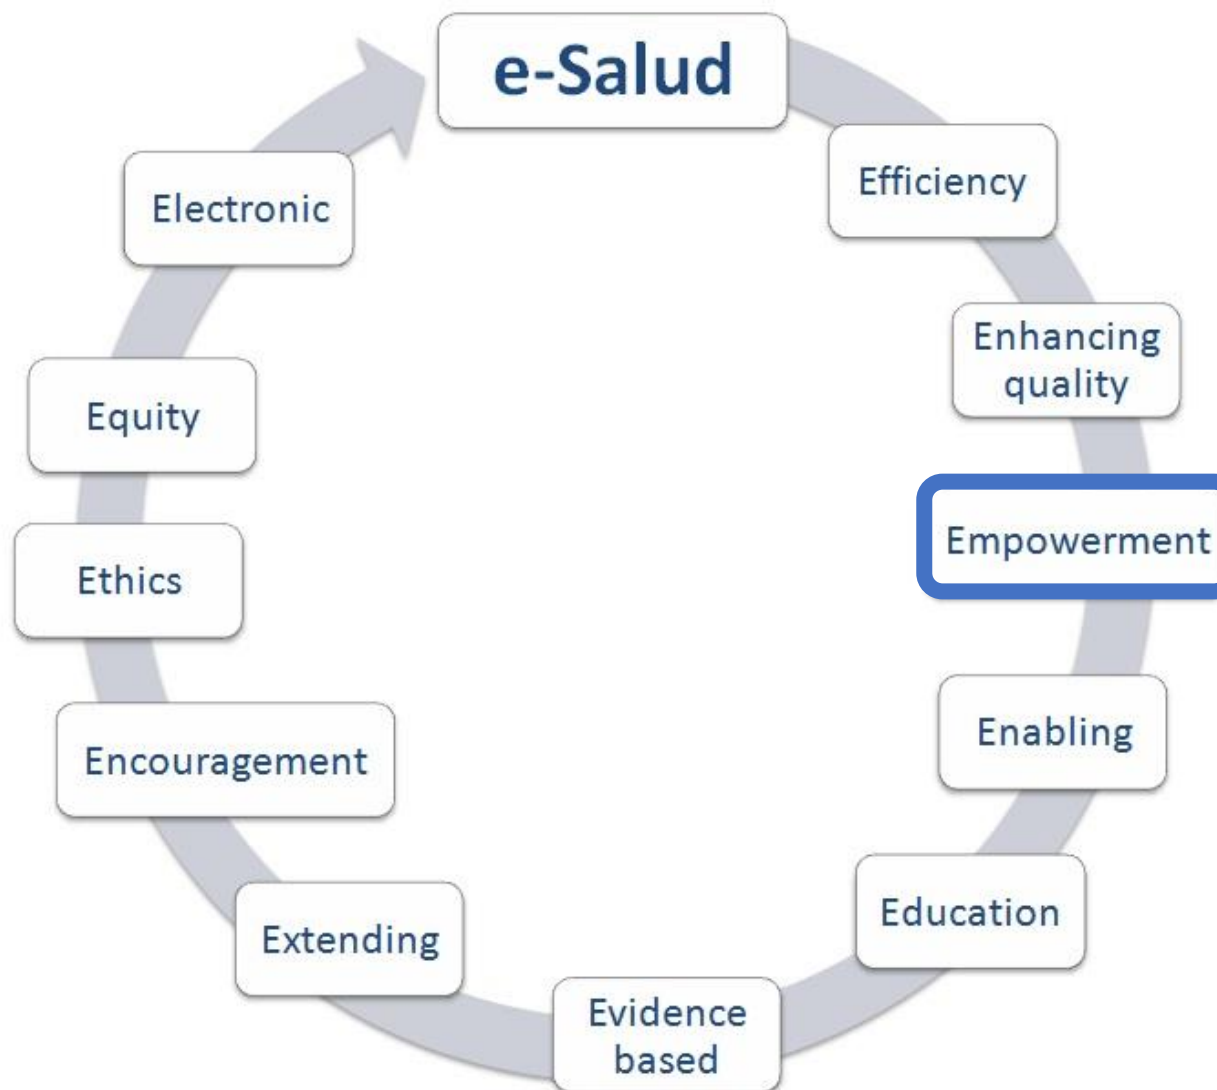 e-Salud
Efficiency
Enhancing
quality
Empowerment
Enabling
Education
Evidence
based
Extending
Encouragement
Ethics
Equity
Electronic